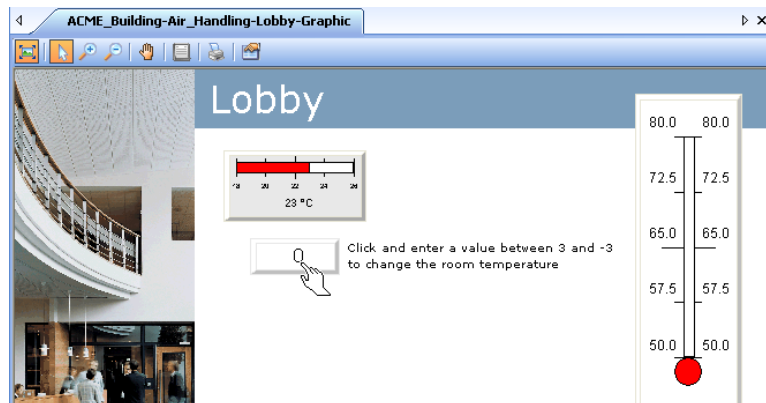 ACME_Building-Air_Handling-Lobby-Graphic
Lobby
18 20 22 24 26
23 °C
0
Click and enter a value between 3 and -3
to change the room temperature
80.0 80.0
72.5 72.5
65.0 65.0
57.5 57.5
50.0 50.0